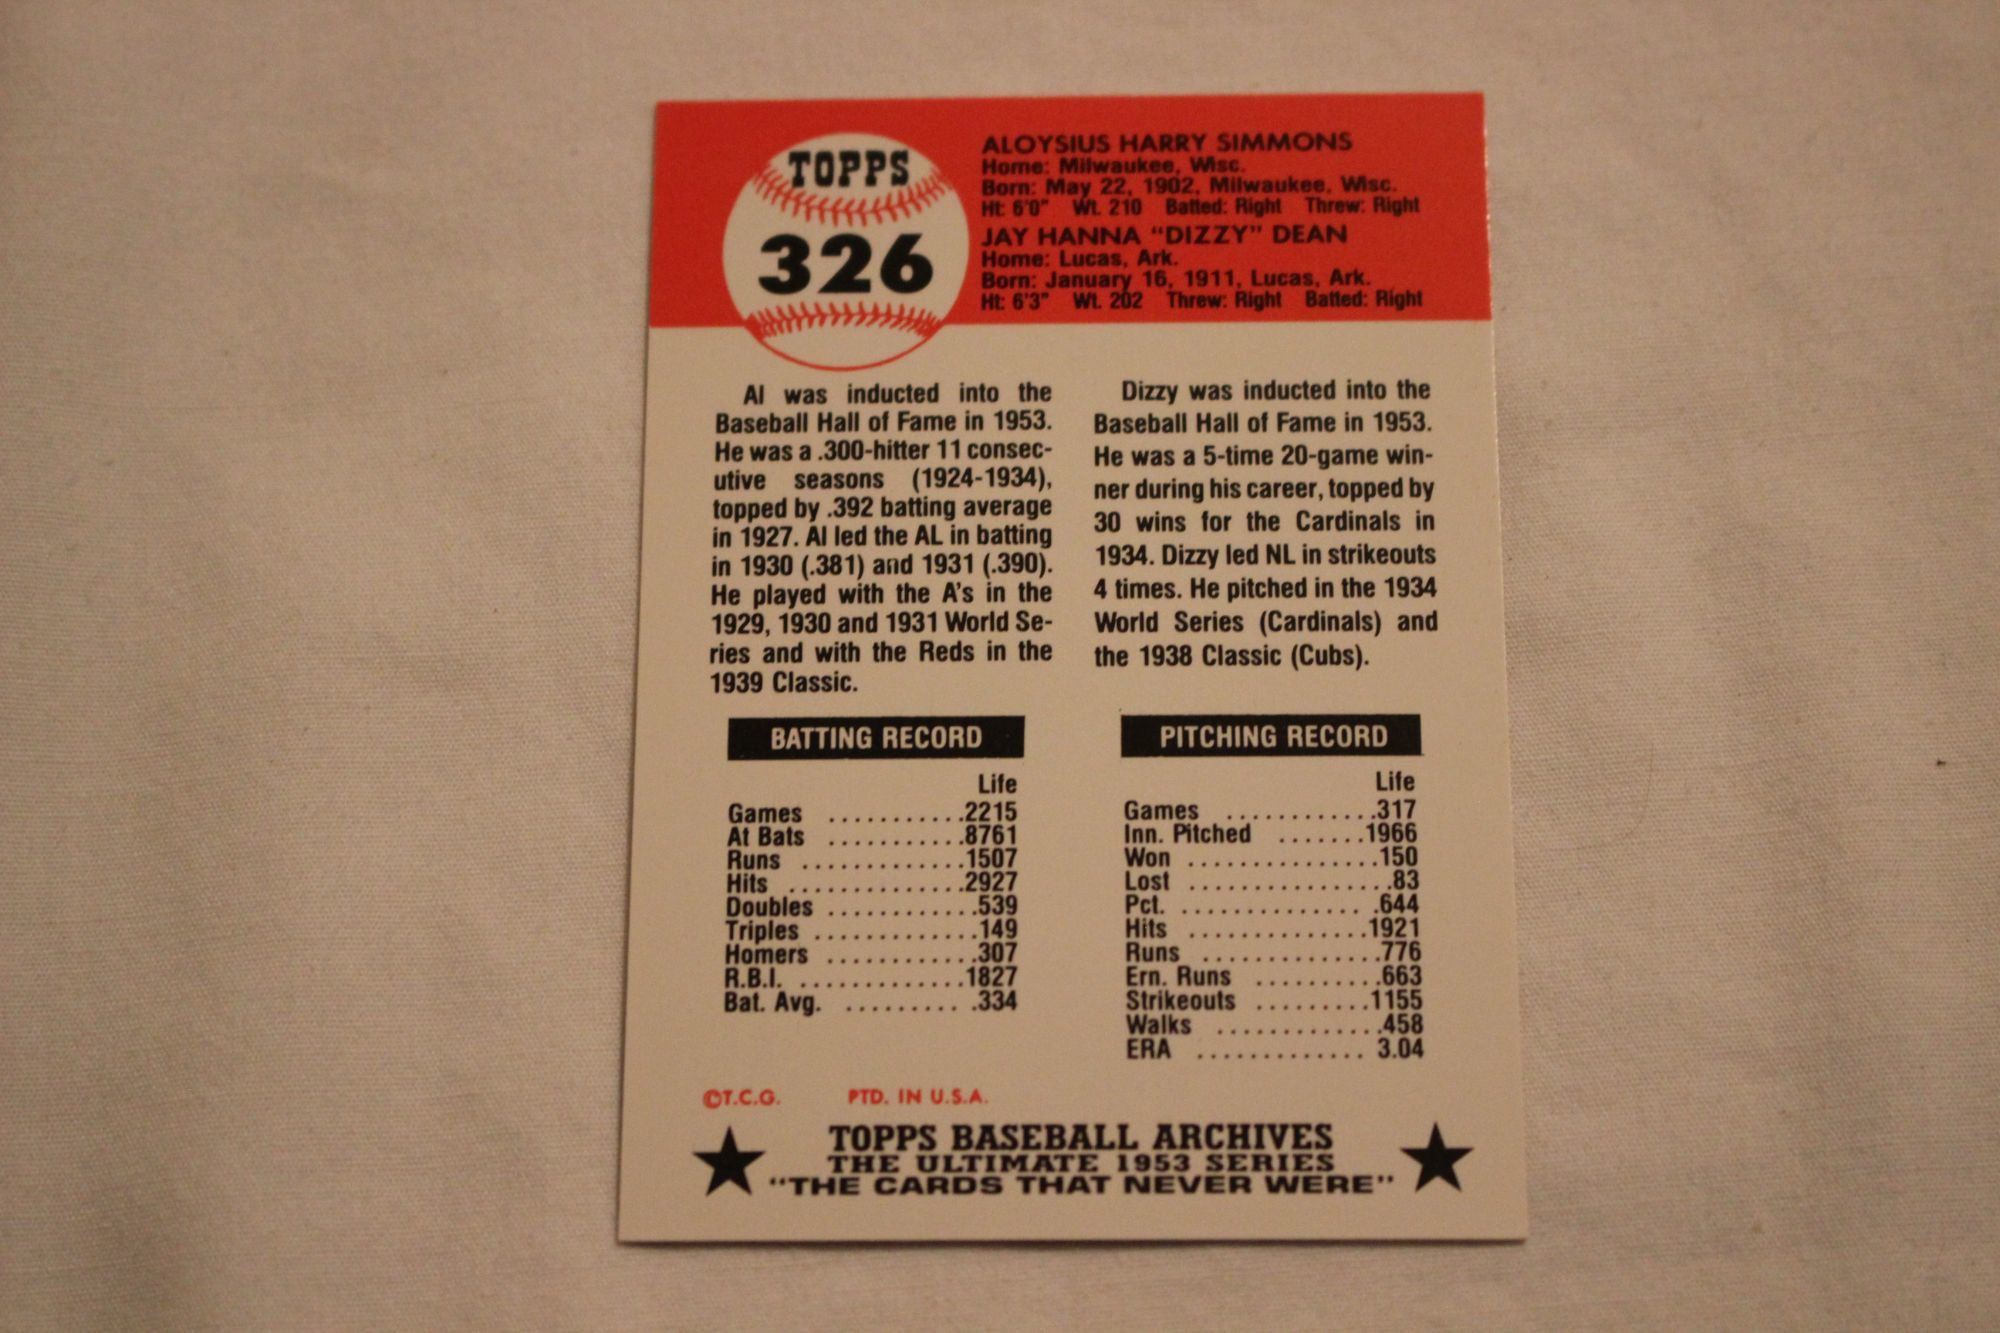 TOPPS
326
ALOYSIUS HARRY SIMMONS
Home: Milwaukee, Wisc.
Born: May 22, 1902, Milwaukee, Wisc.
Ht: 6'0" Wt. 210 Batted: Right Threw: Right
JAY HANNA "DIZZY" DEAN
Home: Lucas, Ark.
Born: January 16, 1911, Lucas, Ark.
Ht: 6'3" Wt. 202 Threw: Right Batted: Right
Al was inducted into the
Baseball Hall of Fame in 1953.
He was a .300-hitter 11 consec-
utive seasons (1924-1934),
topped by .392 batting average
in 1927. Al led the AL in batting
in 1930 (.381) and 1931 (.390).
He played with the A's in the
1929, 1930 and 1931 World Se-
ries and with the Reds in the
1939 Classic.
Dizzy was inducted into the
Baseball Hall of Fame in 1953.
He was a 5-time 20-game win-
ner during his career, topped by
30 wins for the Cardinals in
1934. Dizzy led NL in strikeouts
4 times. He pitched in the 1934
World Series (Cardinals) and
the 1938 Classic (Cubs).
BATTING RECORD
Life
Games ...........2215
At Bats ...........8761
Runs .............1507
Hits ..............2927
Doubles ............539
Triples .............149
Homers ............307
R.B.I. .............1827
Bat. Avg. .......... .334
PITCHING RECORD
Life
Games ............317
Inn. Pitched .......1966
Won ...............150
Lost ................83
Pct. .............. .644
Hits ..............1921
Runs ..............776
Ern. Runs ..........663
Strikeouts .........1155
Walks .............458
ERA ............. 3.04
©T.C.G. PTD. IN U.S.A.
TOPPS BASEBALL ARCHIVES
THE ULTIMATE 1953 SERIES
"THE CARDS THAT NEVER WERE"